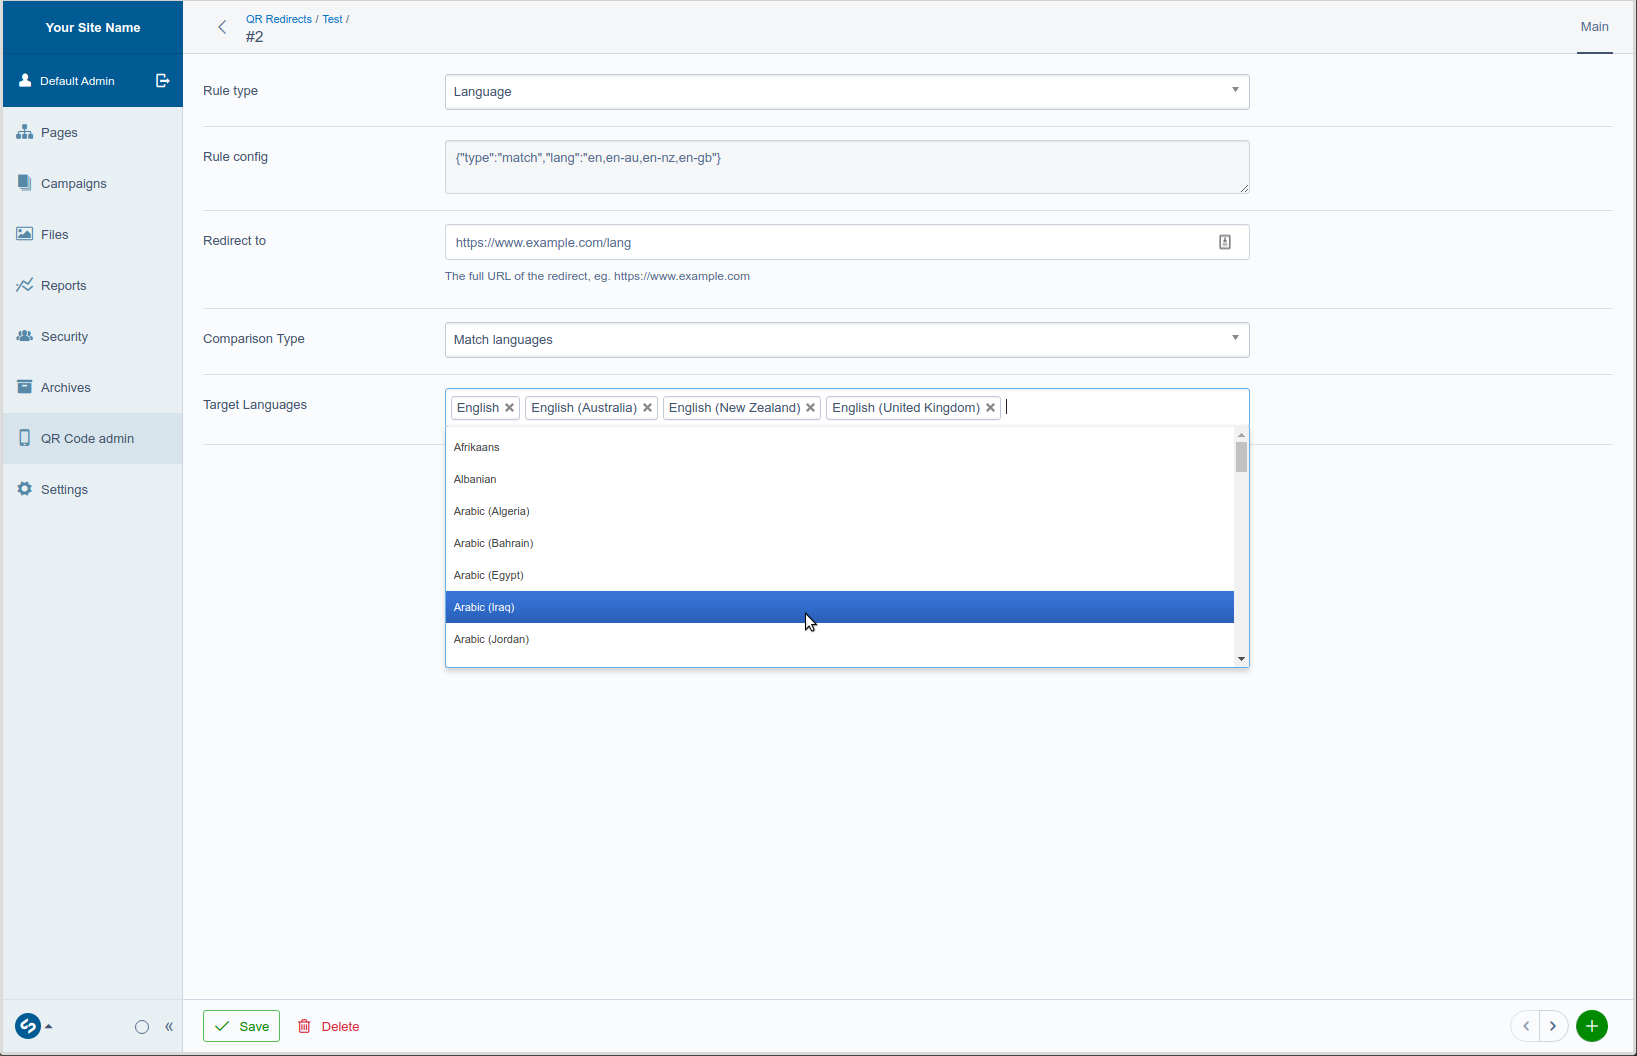 Your Site Name
Default Admin
Pages
Campaigns
Files
Reports
Security
Archives
QR Code admin
Settings
QR Redirects / Test /
#2
Main
Rule type
Language
Rule config
{"type":"match","lang":"en,en-au,en-nz,en-gb"}
Redirect to
https://www.example.com/lang
The full URL of the redirect, eg. https://www.example.com
Comparison Type
Match languages
Target Languages
English English (Australia) English (New Zealand) English (United Kingdom)
Afrikaans
Albanian
Arabic (Algeria)
Arabic (Bahrain)
Arabic (Egypt)
Arabic (Iraq)
Arabic (Jordan)
Save Delete